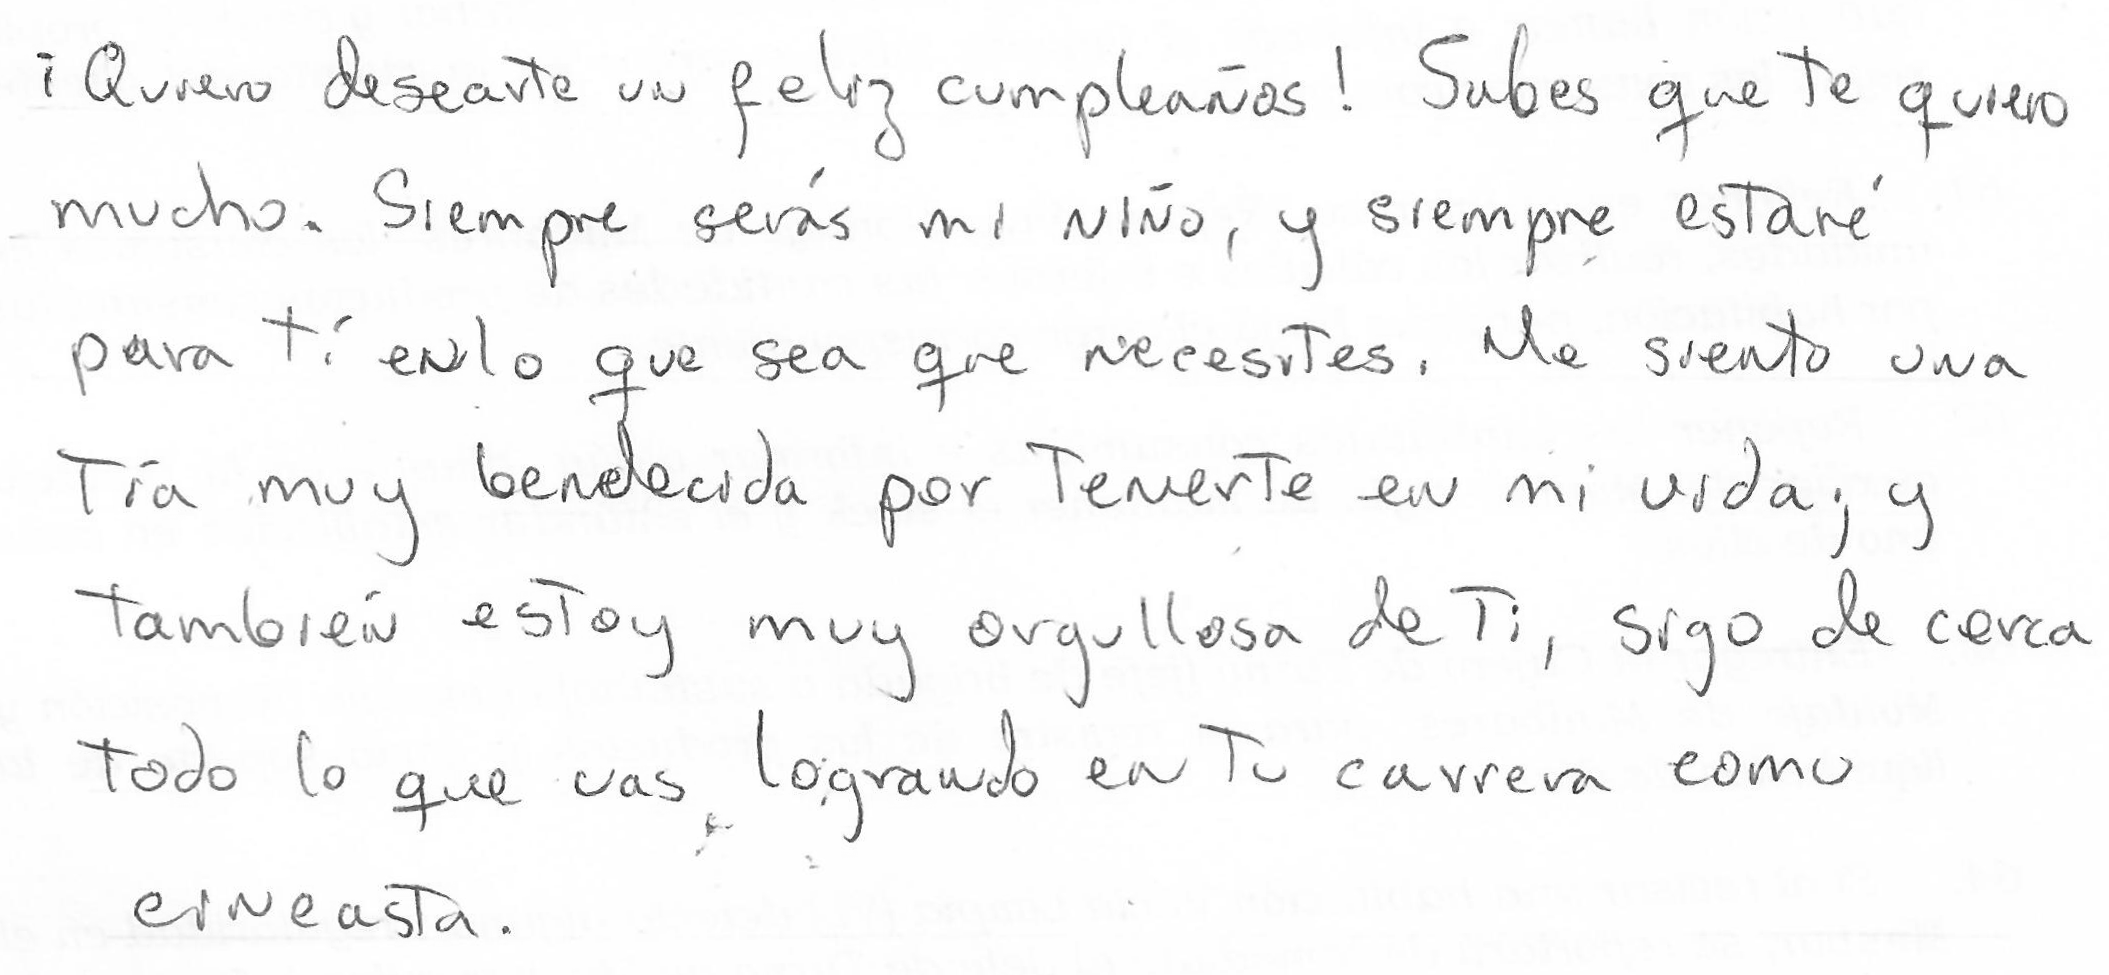 ¡Quiero desearte un feliz cumpleaños! Sabes que te quiero
mucho. Siempre serás mi niño, y siempre estaré
para tí en lo que sea que necesites. Me siento una
Tía muy bendecida por Tenerte en mi vida; y
también estoy muy orgullosa de Ti, sigo de cerca
todo lo que vas logrando en Tu carrera como
cineasta.